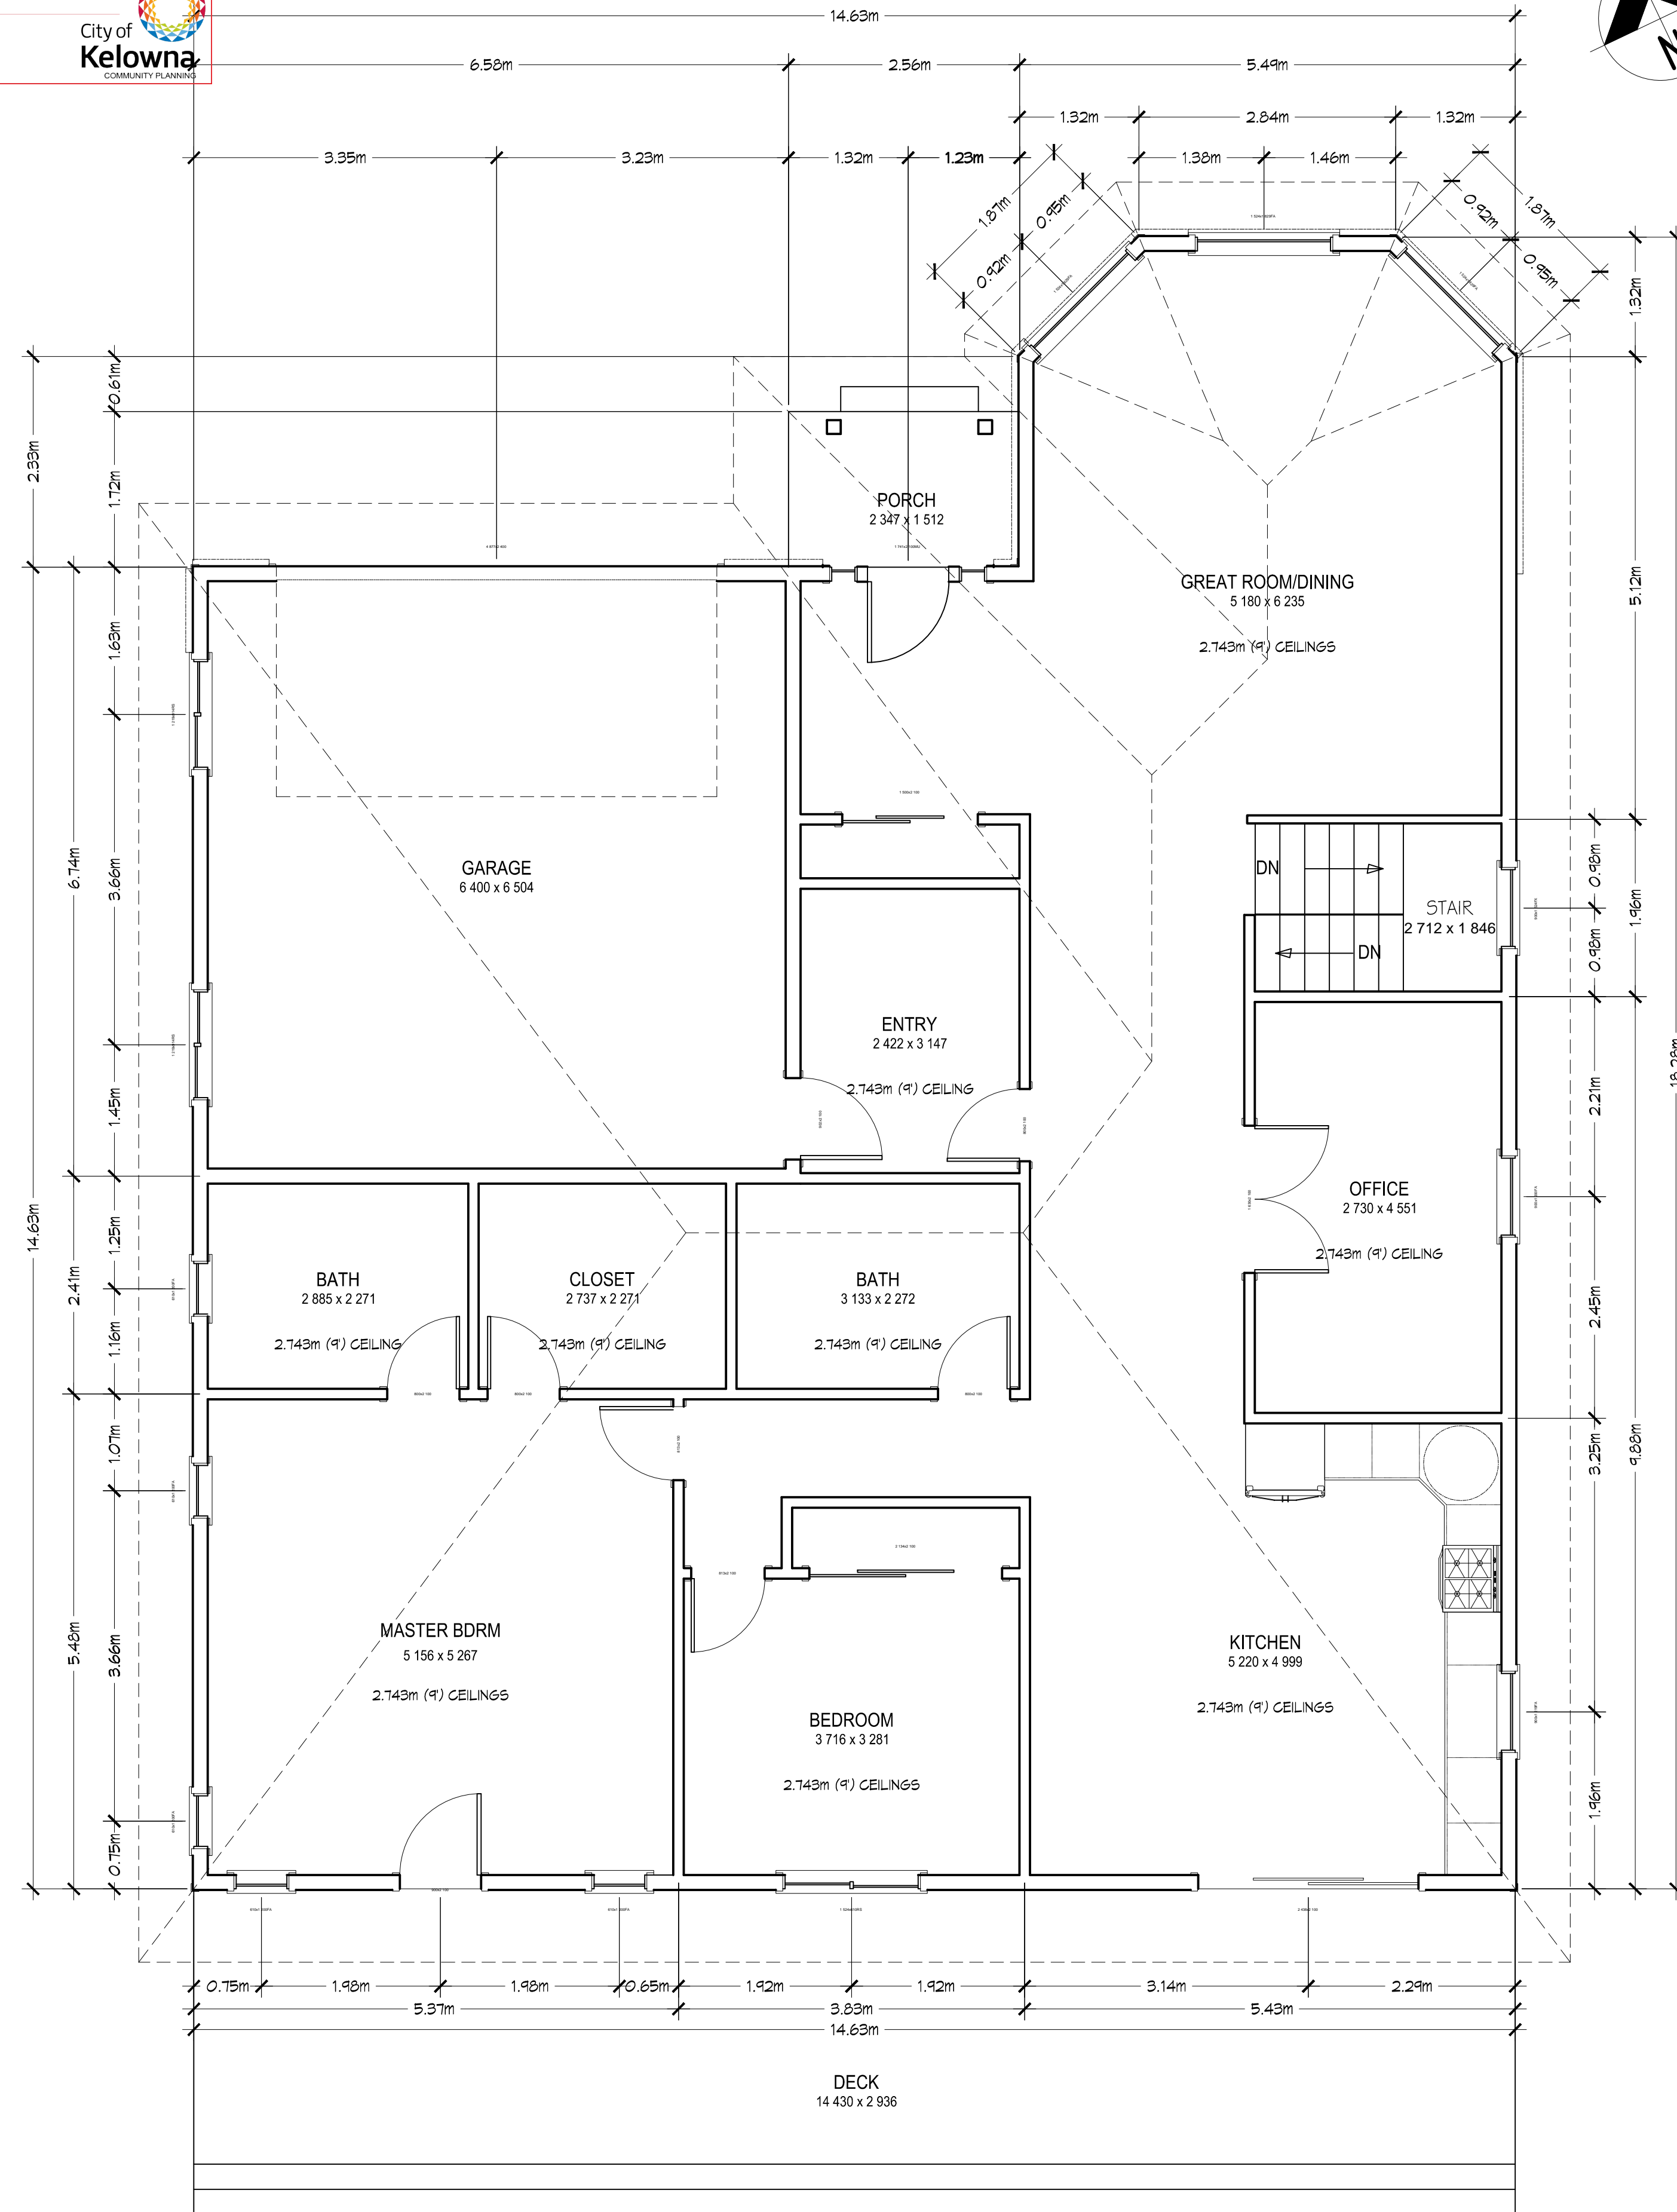 City of
Kelowna
COMMUNITY PLANNING
14.63m
6.58m
2.56m
5.49m
1.32m
2.84m
1.32m
3.35m
3.23m
1.32m
1.23m
1.38m
1.46m
1.87m
0.95m
0.92m
0.92m
1.87m
0.95m
1.32m
5.12m
0.61m
2.33m
1.72m
PORCH
2 347 x 1 512
GREAT ROOM/DINING
5 180 x 6 235
2.743m (9') CEILINGS
1.63m
6.74m
3.66m
1.45m
GARAGE
6 400 x 6 504
DN
DN
STAIR
2 712 x 1 846
0.98m
0.98m
1.96m
ENTRY
2 422 x 3 147
2.743m (9') CEILING
18.28m
2.21m
OFFICE
2 730 x 4 551
2.743m (9') CEILING
2.45m
14.63m
1.25m
2.41m
1.16m
BATH
2 885 x 2 271
2.743m (9') CEILING
CLOSET
2 737 x 2 271
2.743m (9') CEILING
BATH
3 133 x 2 272
2.743m (9') CEILING
1.07m
3.25m
9.88m
5.48m
3.66m
MASTER BDRM
5 156 x 5 267
2.743m (9') CEILINGS
BEDROOM
3 716 x 3 281
2.743m (9') CEILINGS
KITCHEN
5 220 x 4 999
2.743m (9') CEILINGS
1.96m
0.75m
0.75m
1.98m
1.98m
0.65m
1.92m
1.92m
3.14m
2.29m
5.37m
3.83m
5.43m
14.63m
DECK
14 430 x 2 936